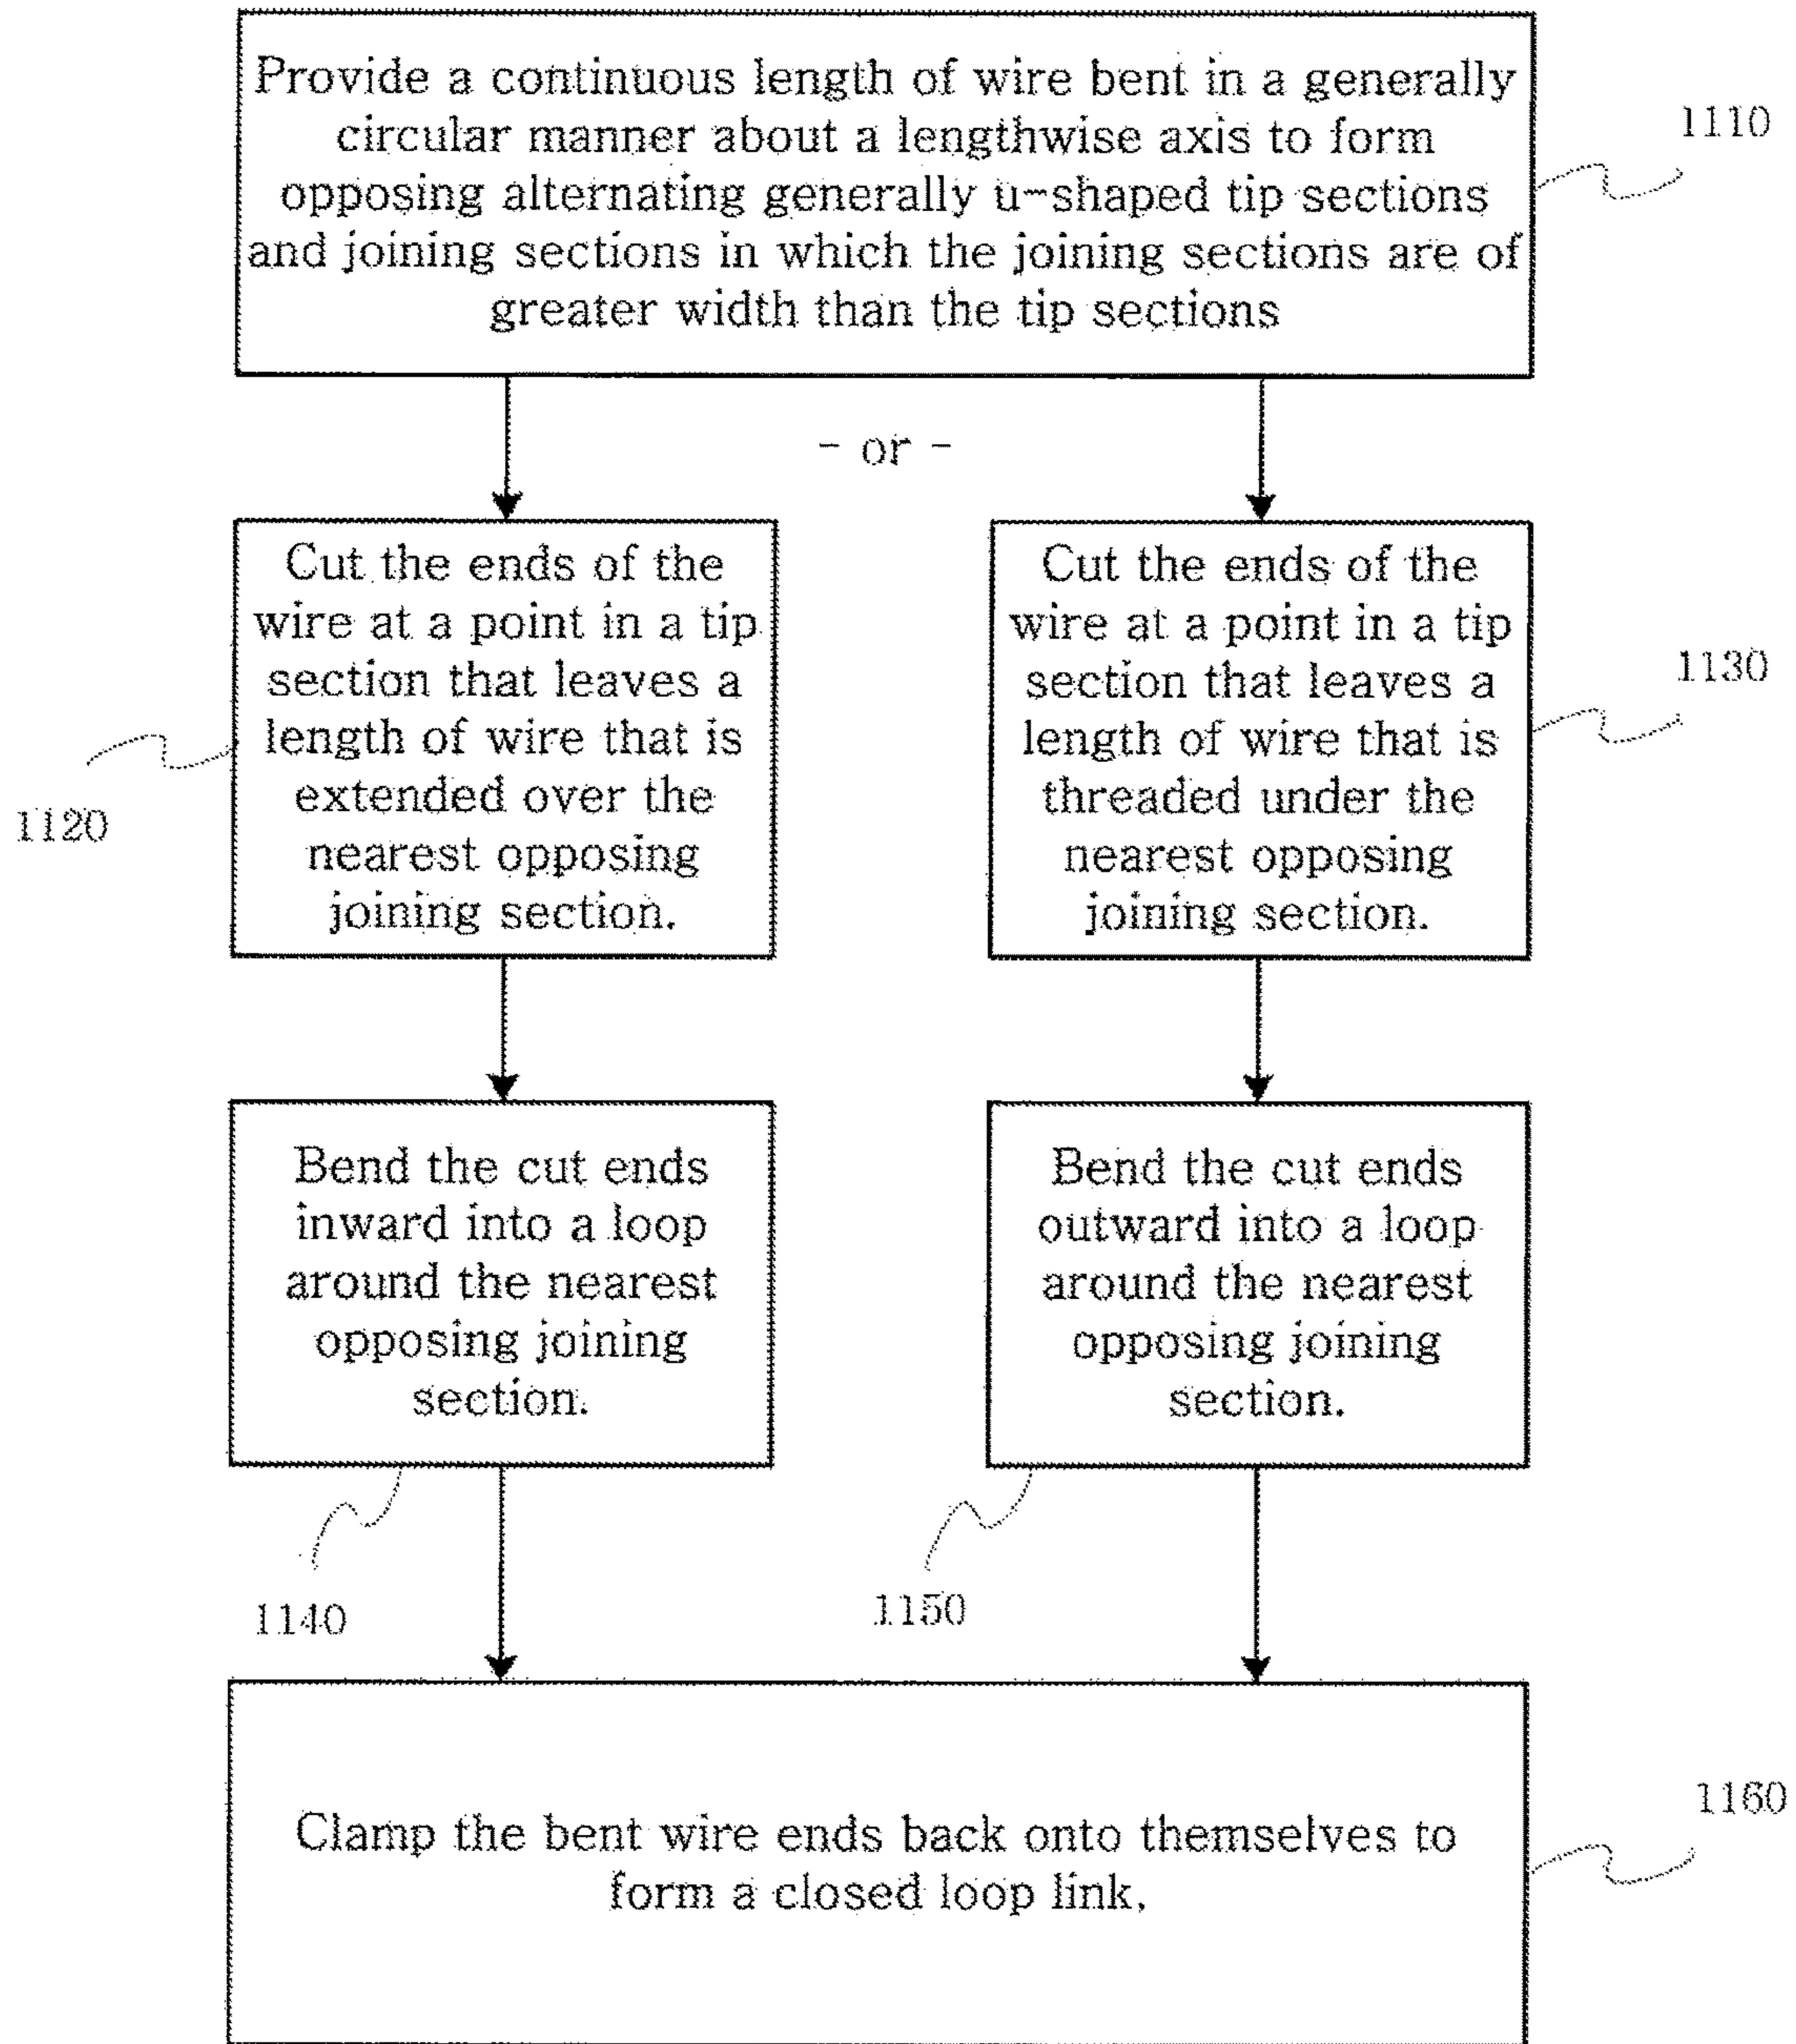 Provide a continuous length of wire bent in a generally
circular manner about a lengthwise axis to form
opposing alternating generally u-shaped tip sections
and joining sections in which the joining sections are of
greater width than the tip sections
1110
- or -
Cut the ends of the
wire at a point in a tip
section that leaves a
length of wire that is
extended over the
nearest opposing
joining section.
1120
Cut the ends of the
wire at a point in a tip
section that leaves a
length of wire that is
threaded under the
nearest opposing
joining section.
1130
Bend the cut ends
inward into a loop
around the nearest
opposing joining
section.
1140
Bend the cut ends
outward into a loop
around the nearest
opposing joining
section.
1150
Clamp the bent wire ends back onto themselves to
form a closed loop link.
1160